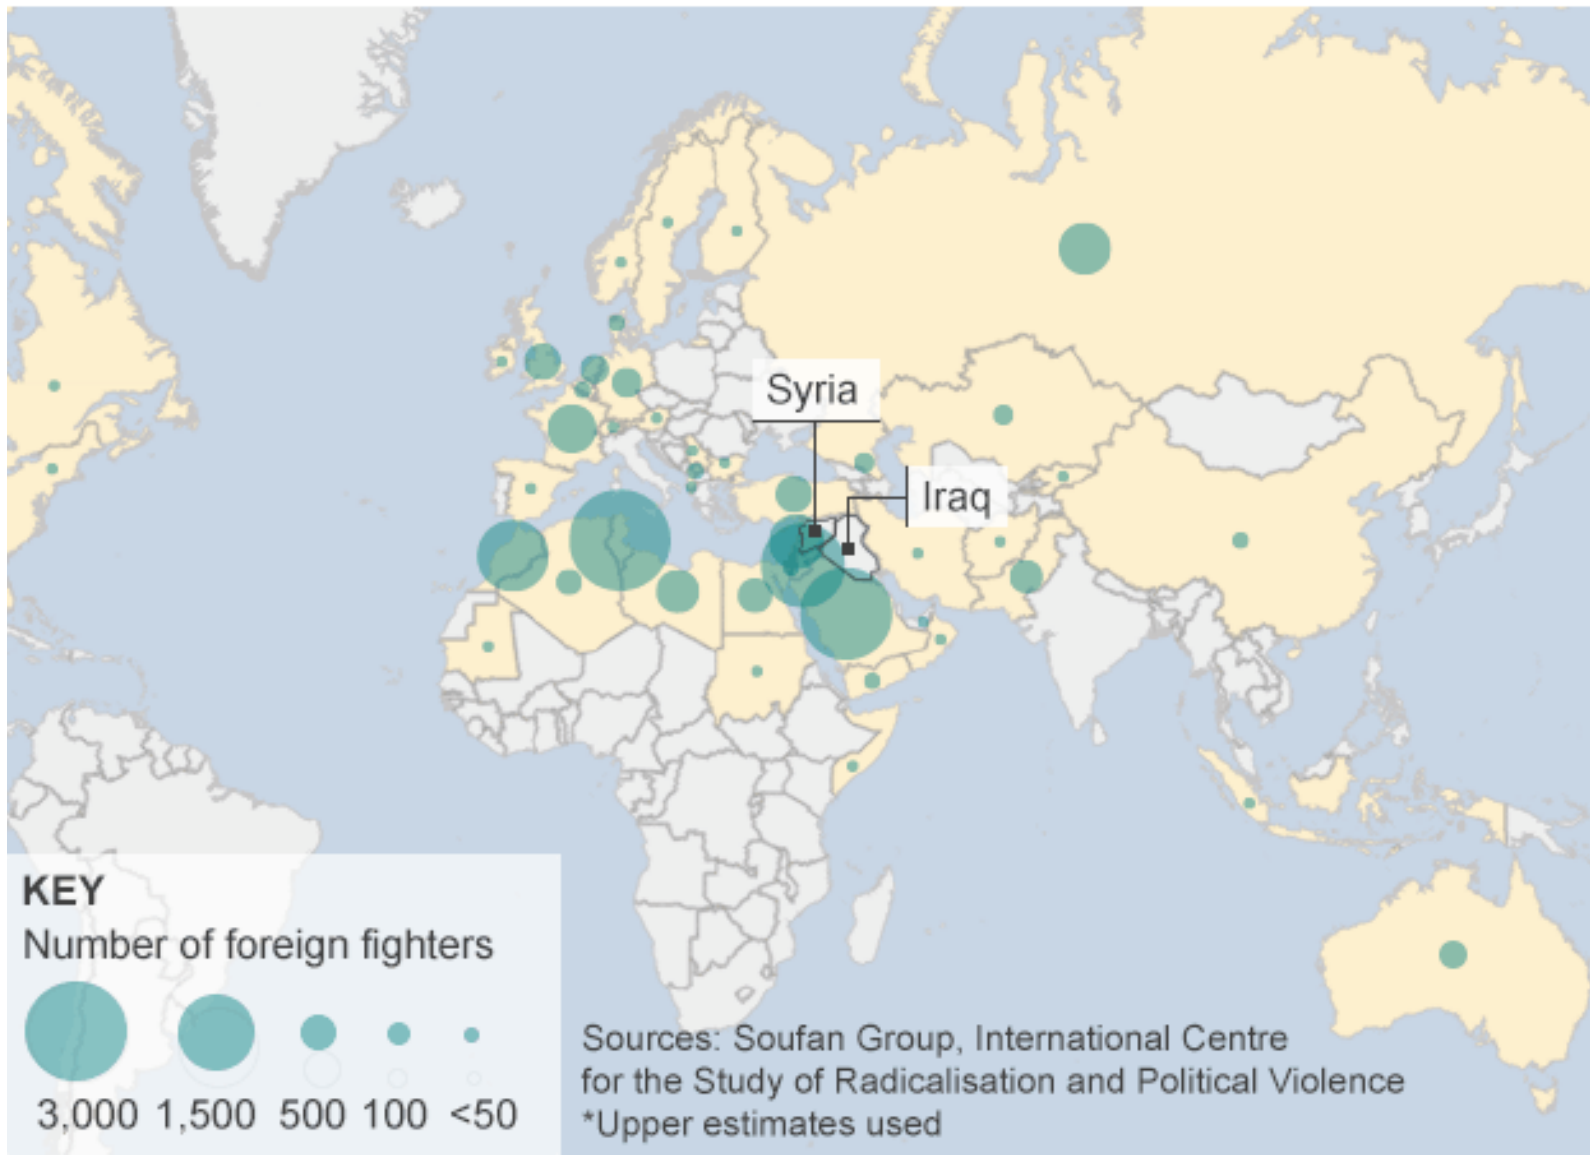 Syria
Iraq
KEY
Number of foreign fighters
3,000 1,500 500 100 <50
Sources: Soufan Group, International Centre
for the Study of Radicalisation and Political Violence
*Upper estimates used